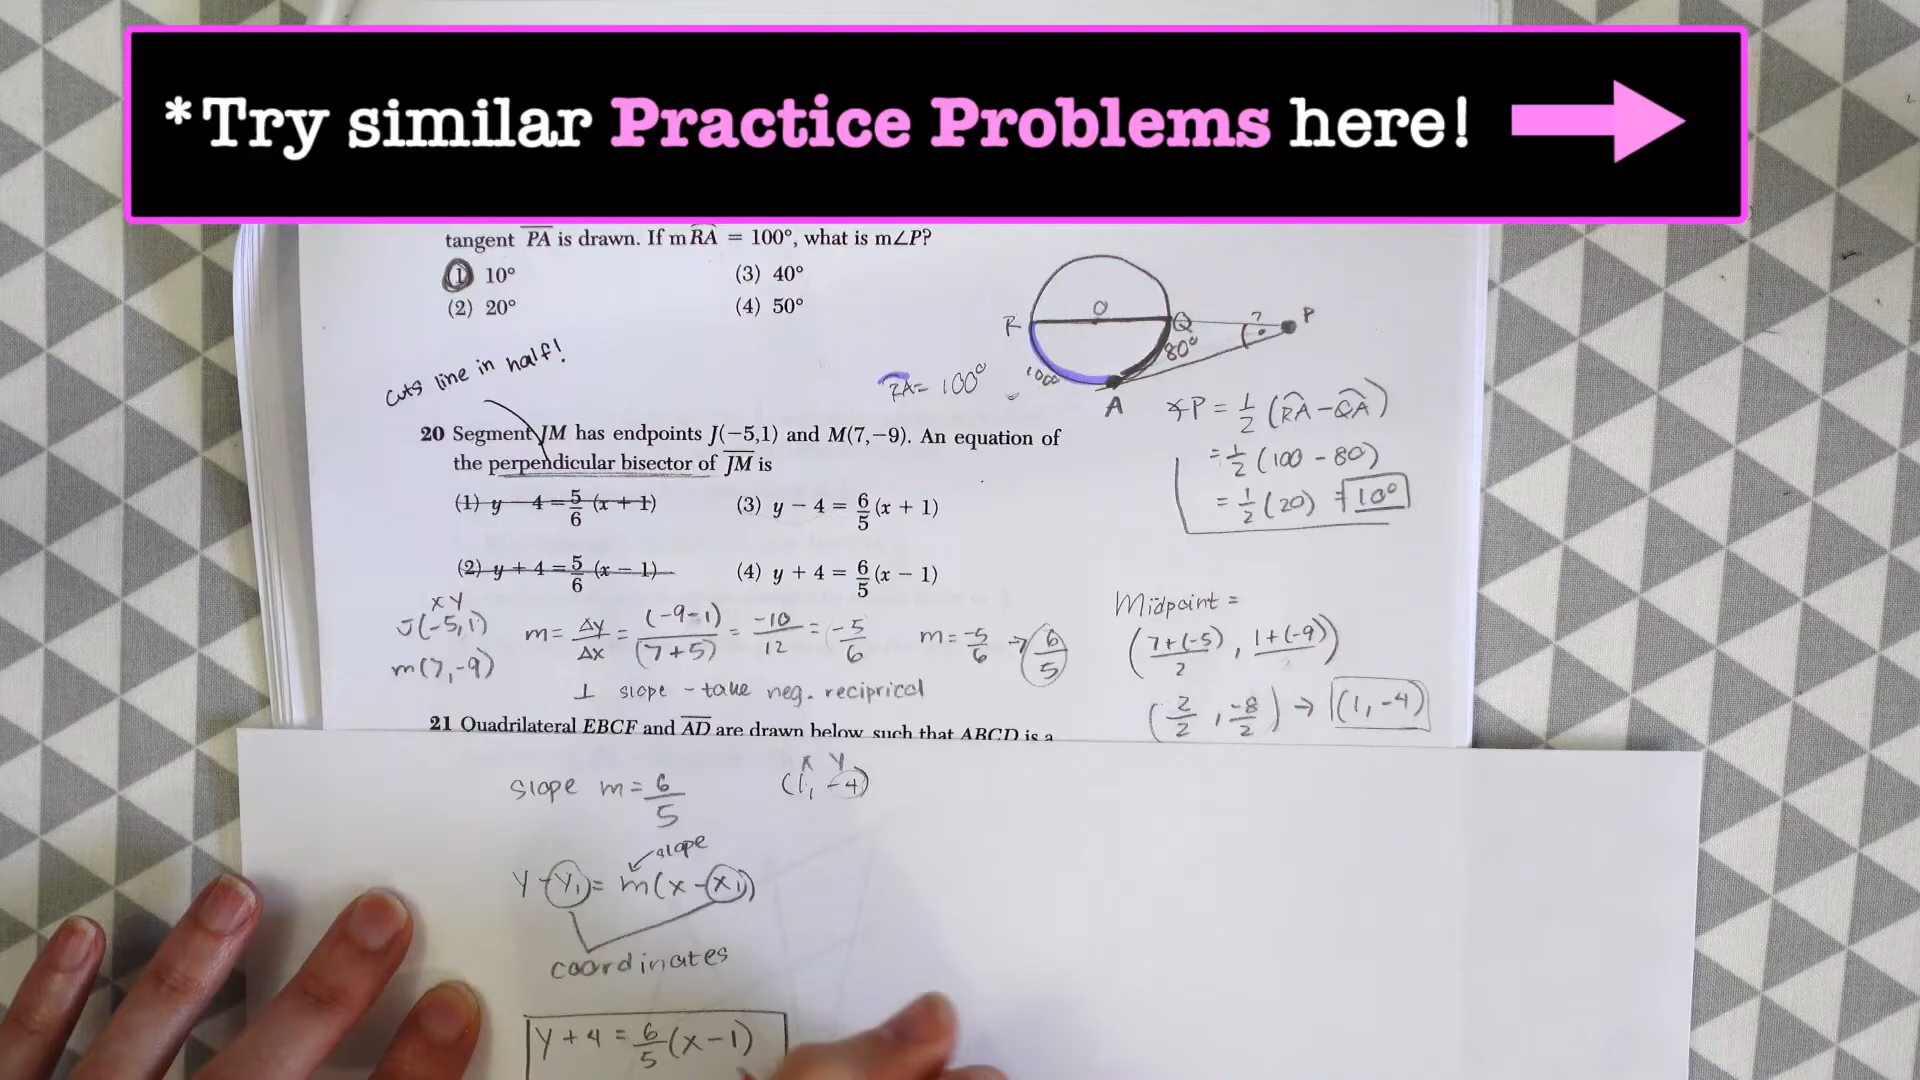 *Try similar Practice Problems here!
tangent PA is drawn. If mRA = 100°, what is m∠P?
(1) 10°
(3) 40°
(2) 20°
(4) 50°
R
O
Q
?
P
80°
100°
A
RA = 100°
∡P = 1/2 (RA - QA)
= 1/2 (100 - 80)
= 1/2 (20) = 10°
cuts line in half!
20 Segment JM has endpoints J(−5,1) and M(7,−9). An equation of
the perpendicular bisector of JM is
(1) y − 4 = 5/6 (x + 1)
(3) y − 4 = 6/5 (x + 1)
(2) y + 4 = 5/6 (x − 1)
(4) y + 4 = 6/5 (x − 1)
x y
J(-5,1)
m(7,-9)
m = Δy/Δx = (-9-1)/(7+5) = -10/12 = -5/6
m = -5/6 → 6/5
⊥ slope - take neg. reciprical
Midpoint =
(7+(-5)/2, 1+(-9)/2)
(2/2, -8/2) → (1, -4)
21 Quadrilateral EBCF and AD are drawn below, such that ABCD is a
slope m = 6/5
x y
(1, -4)
slope
y - y₁ = m(x - x₁)
coordinates
y + 4 = 6/5 (x - 1)